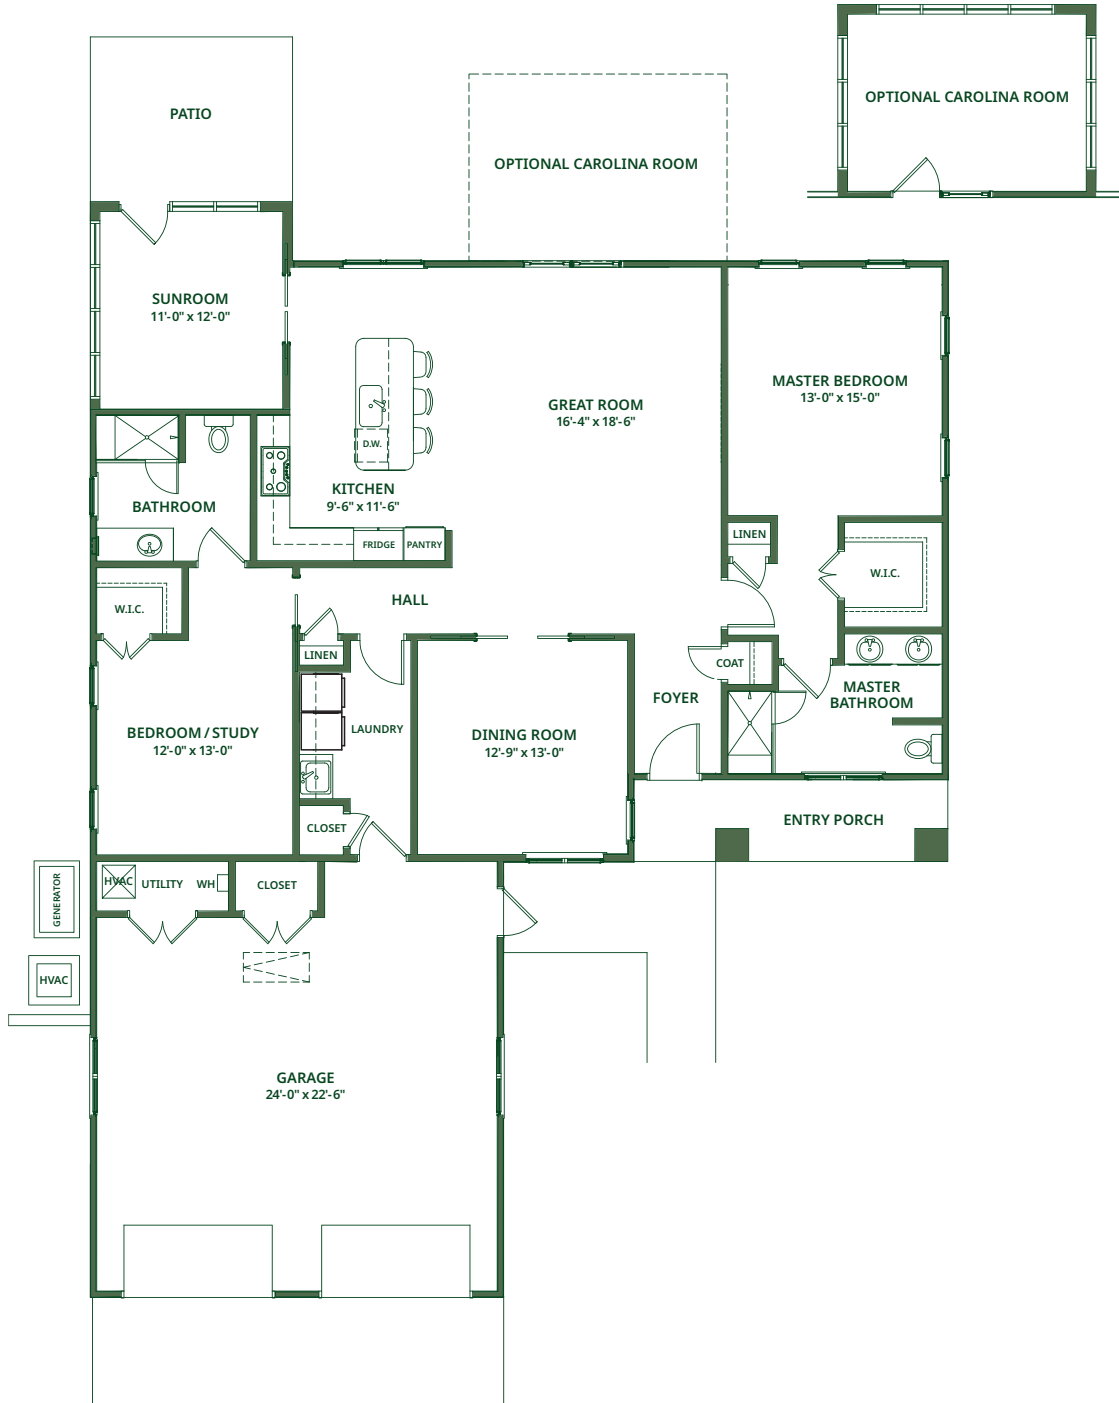 OPTIONAL CAROLINA ROOM
PATIO
OPTIONAL CAROLINA ROOM
SUNROOM
11'-0" x 12'-0"
MASTER BEDROOM
13'-0" x 15'-0"
GREAT ROOM
16'-4" x 18'-6"
D.W.
KITCHEN
9'-6" x 11'-6"
BATHROOM
FRIDGE
PANTRY
LINEN
W.I.C.
W.I.C.
HALL
LINEN
COAT
FOYER
MASTER
BATHROOM
BEDROOM / STUDY
12'-0" x 13'-0"
LAUNDRY
DINING ROOM
12'-9" x 13'-0"
CLOSET
ENTRY PORCH
GENERATOR
HVAC
UTILITY
WH
CLOSET
HVAC
GARAGE
24'-0" x 22'-6"